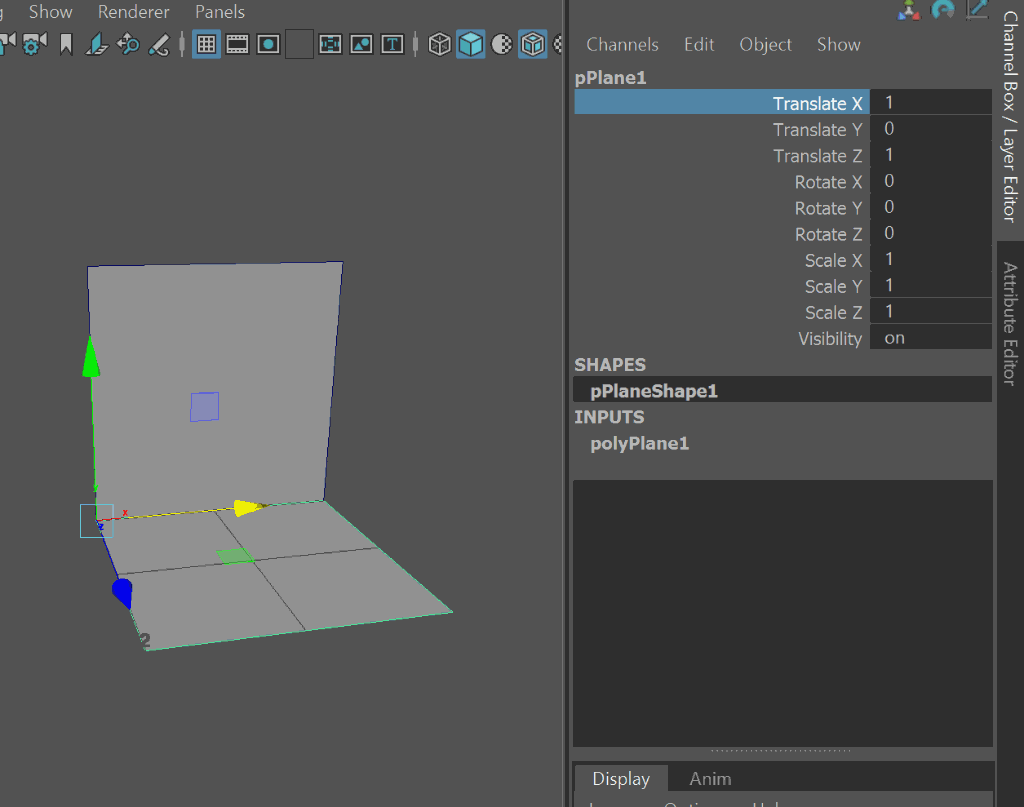 Show Renderer Panels
T
x
z
2
Channels Edit Object Show
pPlane1
Translate X 1
Translate Y 0
Translate Z 1
Rotate X 0
Rotate Y 0
Rotate Z 0
Scale X 1
Scale Y 1
Scale Z 1
Visibility on
SHAPES
pPlaneShape1
INPUTS
polyPlane1
Display Anim
Channel Box / Layer Editor
Attribute Editor